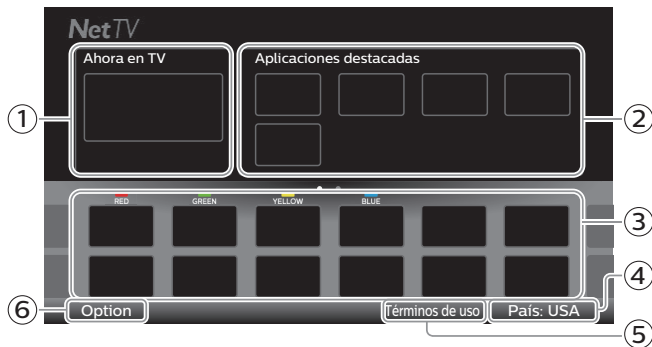 NetTV
Ahora en TV
Aplicaciones destacadas
1
2
RED GREEN YELLOW BLUE
3
4
6
Option
Términos de uso
País: USA
5